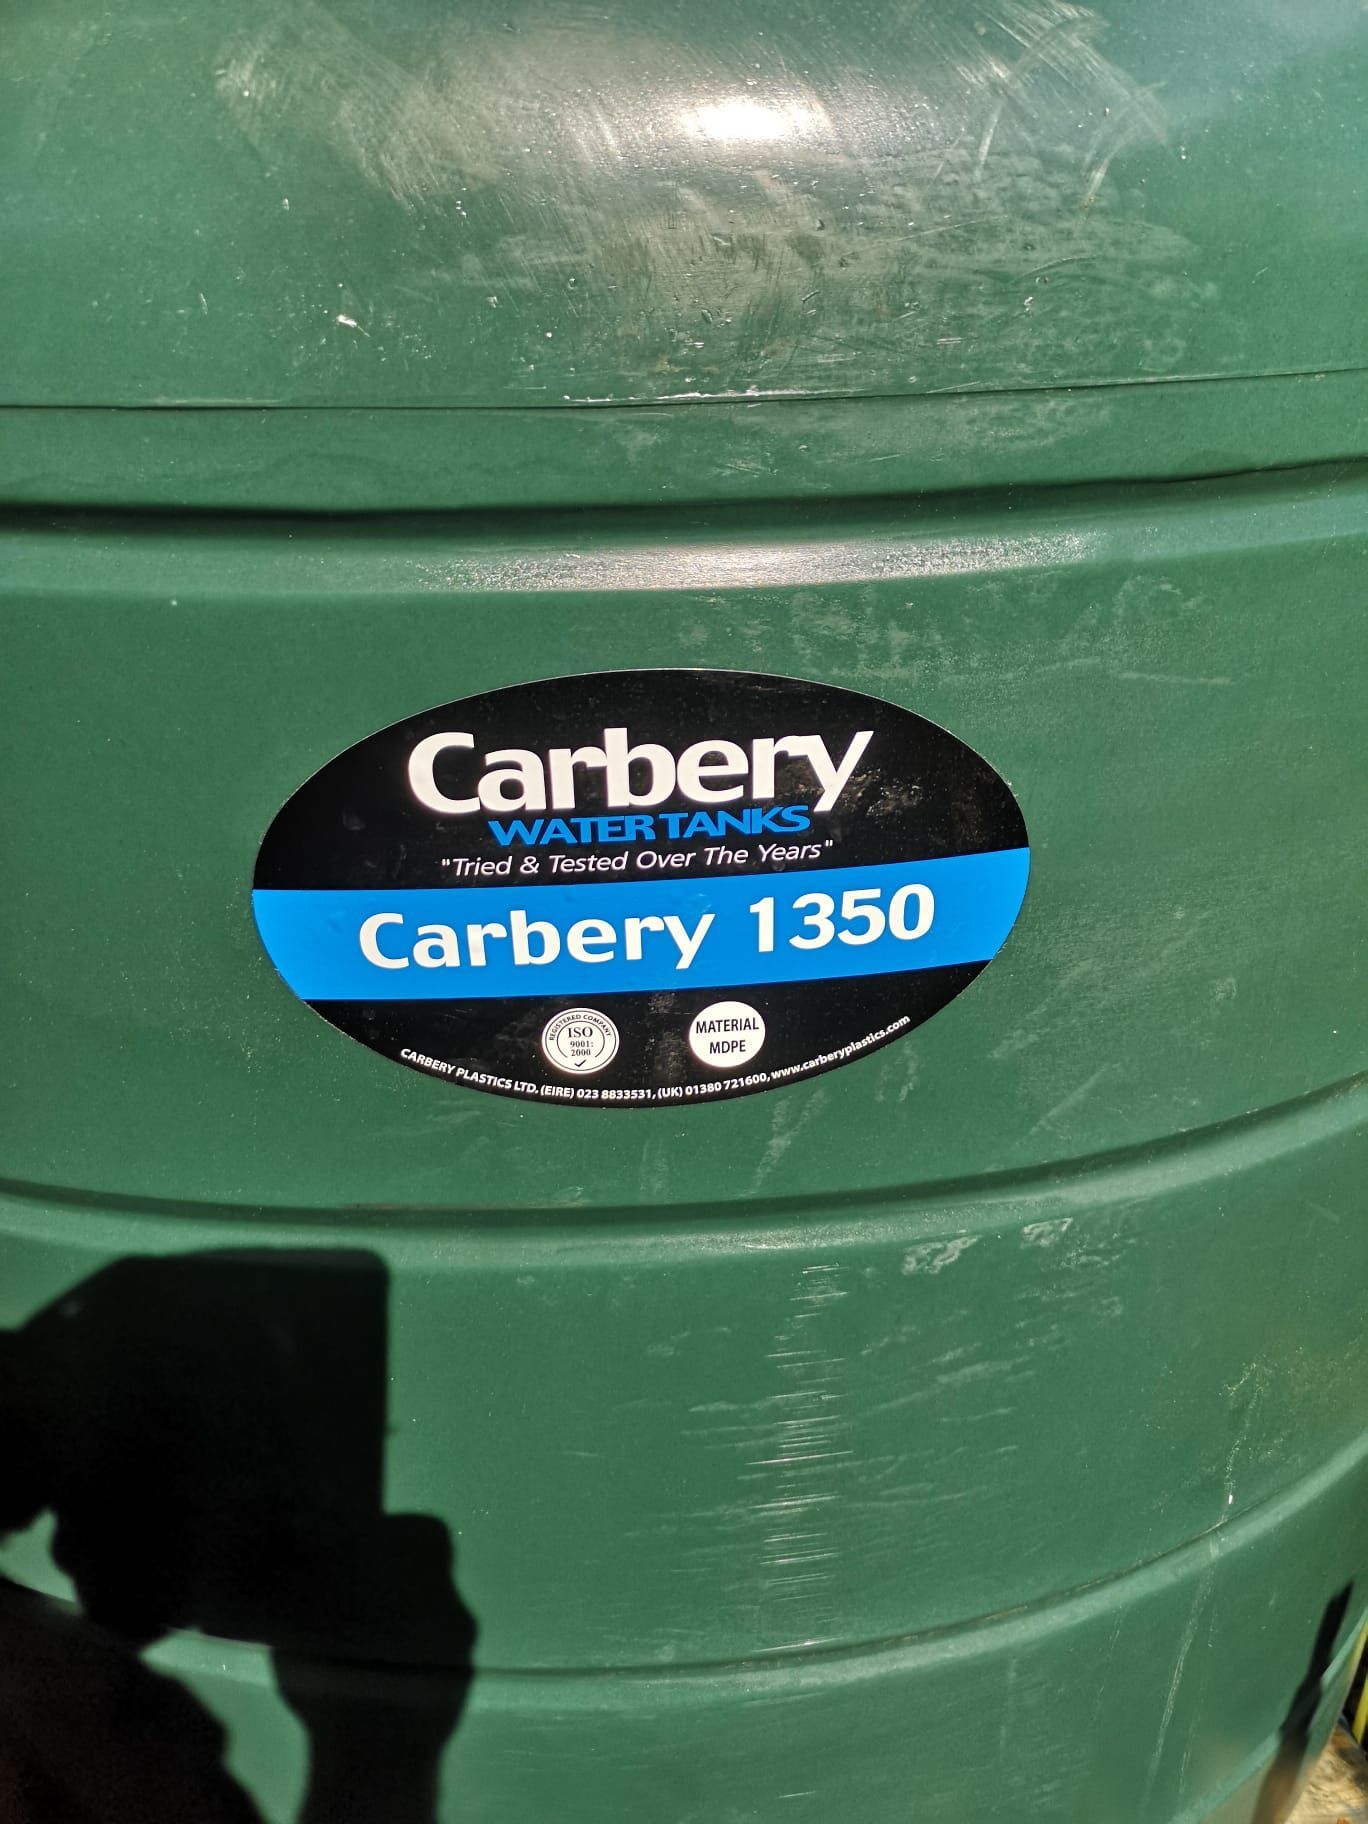 Carbery
WATER TANKS
"Tried & Tested Over The Years"
Carbery 1350
REGISTERED COMPANY
ISO
9001:
2000
MATERIAL
MDPE
CARBERY PLASTICS LTD. (EIRE) 023 8833531, (UK) 01380 721600, www.carberyplastics.com